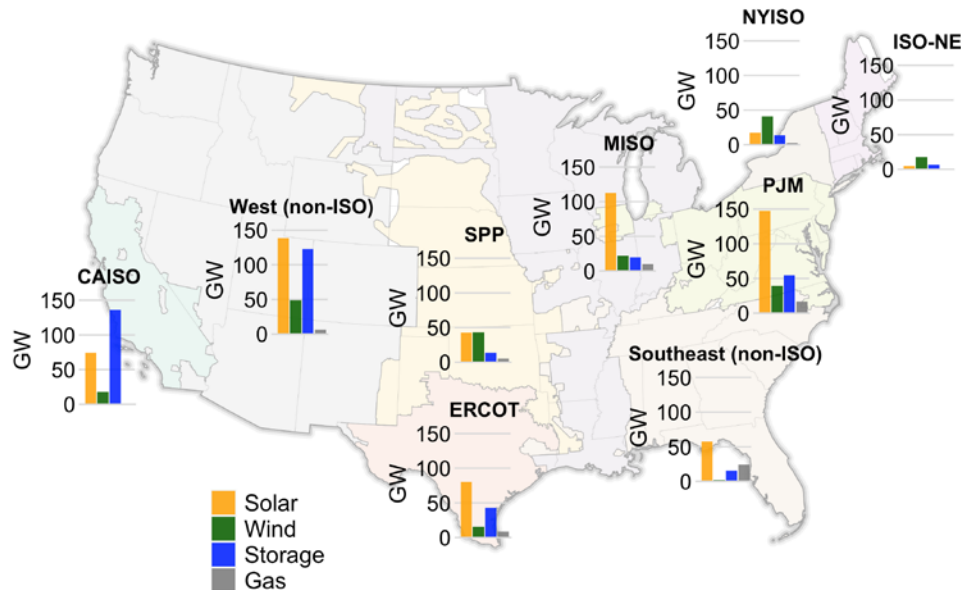 NYISO
150
100
50
0
GW
ISO-NE
150
100
50
0
GW
MISO
150
100
50
0
GW
PJM
150
100
50
0
GW
West (non-ISO)
150
100
50
0
GW
SPP
150
100
50
0
GW
CAISO
150
100
50
0
GW
Southeast (non-ISO)
150
100
50
0
GW
ERCOT
150
100
50
0
GW
Solar
Wind
Storage
Gas